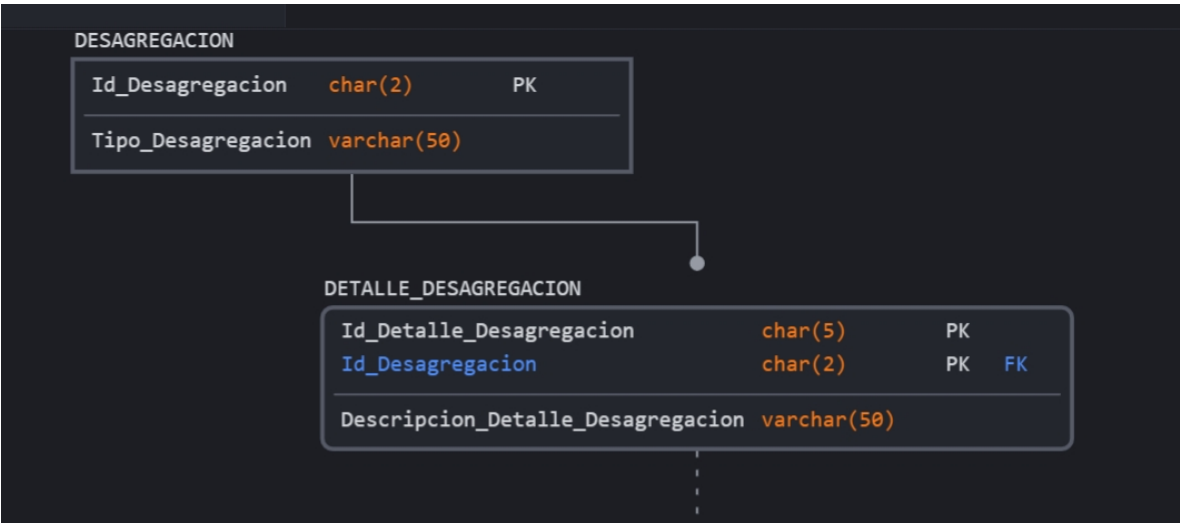 DESAGREGACION
Id_Desagregacion char(2) PK
Tipo_Desagregacion varchar(50)
DETALLE_DESAGREGACION
Id_Detalle_Desagregacion char(5) PK
Id_Desagregacion char(2) PK FK
Descripcion_Detalle_Desagregacion varchar(50)